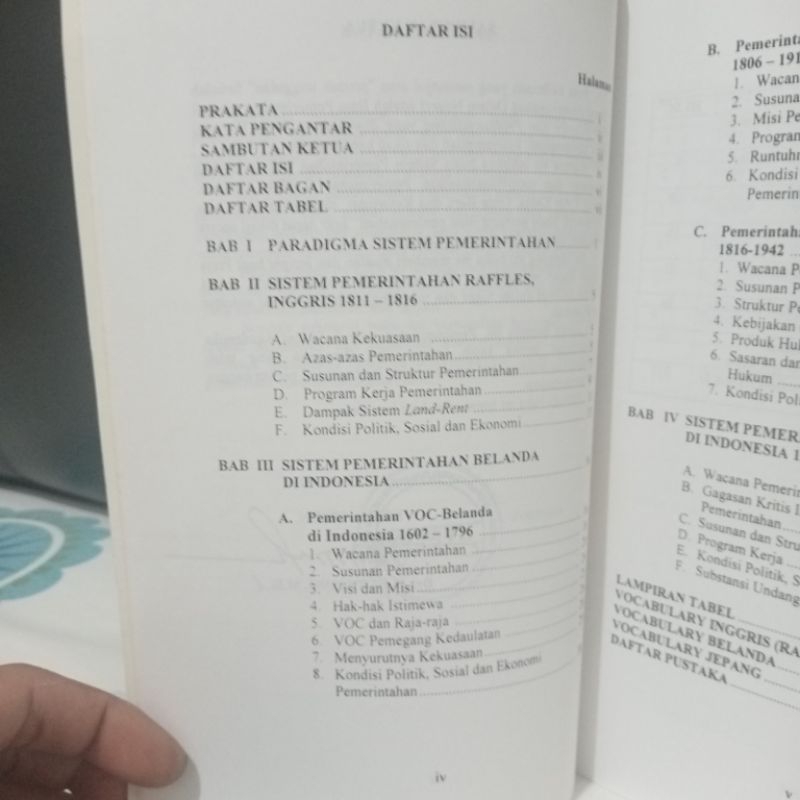 DAFTAR ISI
Halaman
PRAKATA
KATA PENGANTAR
SAMBUTAN KETUA
DAFTAR ISI
DAFTAR BAGAN
DAFTAR TABEL
BAB I PARADIGMA SISTEM PEMERINTAHAN
BAB II SISTEM PEMERINTAHAN RAFFLES,
INGGRIS 1811 – 1816
A. Wacana Kekuasaan
B. Azas-azas Pemerintahan
C. Susunan dan Struktur Pemerintahan
D. Program Kerja Pemerintahan
E. Dampak Sistem Land-Rent
F. Kondisi Politik, Sosial dan Ekonomi
BAB III SISTEM PEMERINTAHAN BELANDA
DI INDONESIA
A. Pemerintahan VOC-Belanda
di Indonesia 1602 – 1796
1. Wacana Pemerintahan
2. Susunan Pemerintahan
3. Visi dan Misi
4. Hak-hak Istimewa
5. VOC dan Raja-raja
6. VOC Pemegang Kedaulatan
7. Menyurutnya Kekuasaan
8. Kondisi Politik, Sosial dan Ekonomi
Pemerintahan
iv
B. Pemerinta
1806 – 191
1. Wacan
2. Susuna
3. Misi Pe
4. Program
5. Runtuhn
6. Kondisi
Pemerin
C. Pemerintaha
1816-1942
1. Wacana P
2. Susunan P
3. Struktur Pe
4. Kebijakan
5. Produk Huk
6. Sasaran dan
Hukum
7. Kondisi Poli
BAB IV SISTEM PEMERI
DI INDONESIA 1
A. Wacana Pemerin
B. Gagasan Kritis I
Pemerintahan
C. Susunan dan Stru
D. Program Kerja
E. Kondisi Politik, S
F. Substansi Undang
LAMPIRAN TABEL
VOCABULARY INGGRIS (RA
VOCABULARY BELANDA
VOCABULARY JEPANG
DAFTAR PUSTAKA
v